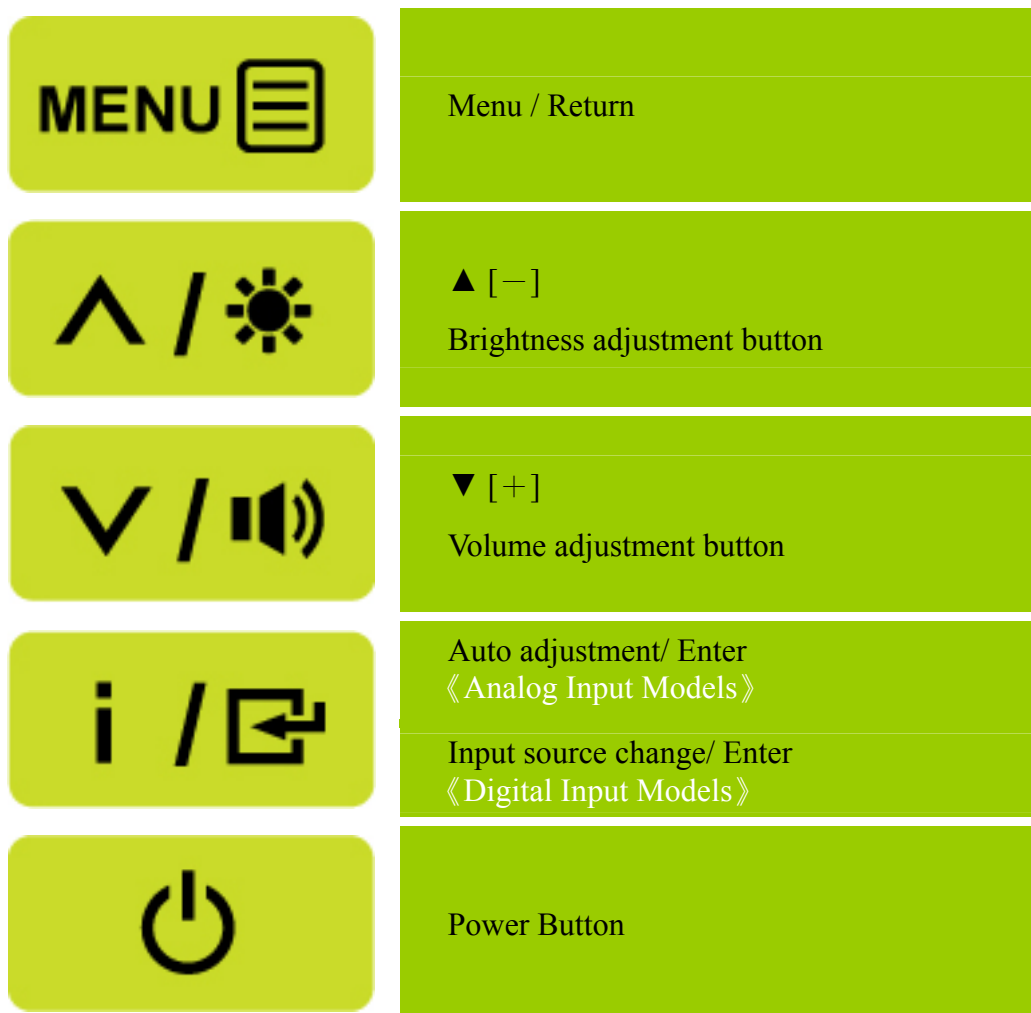 MENU
Menu / Return
/
▲ [－]
Brightness adjustment button
/
▼ [＋]
Volume adjustment button
i /
Auto adjustment/ Enter
《Analog Input Models》
Input source change/ Enter
《Digital Input Models》
Power Button